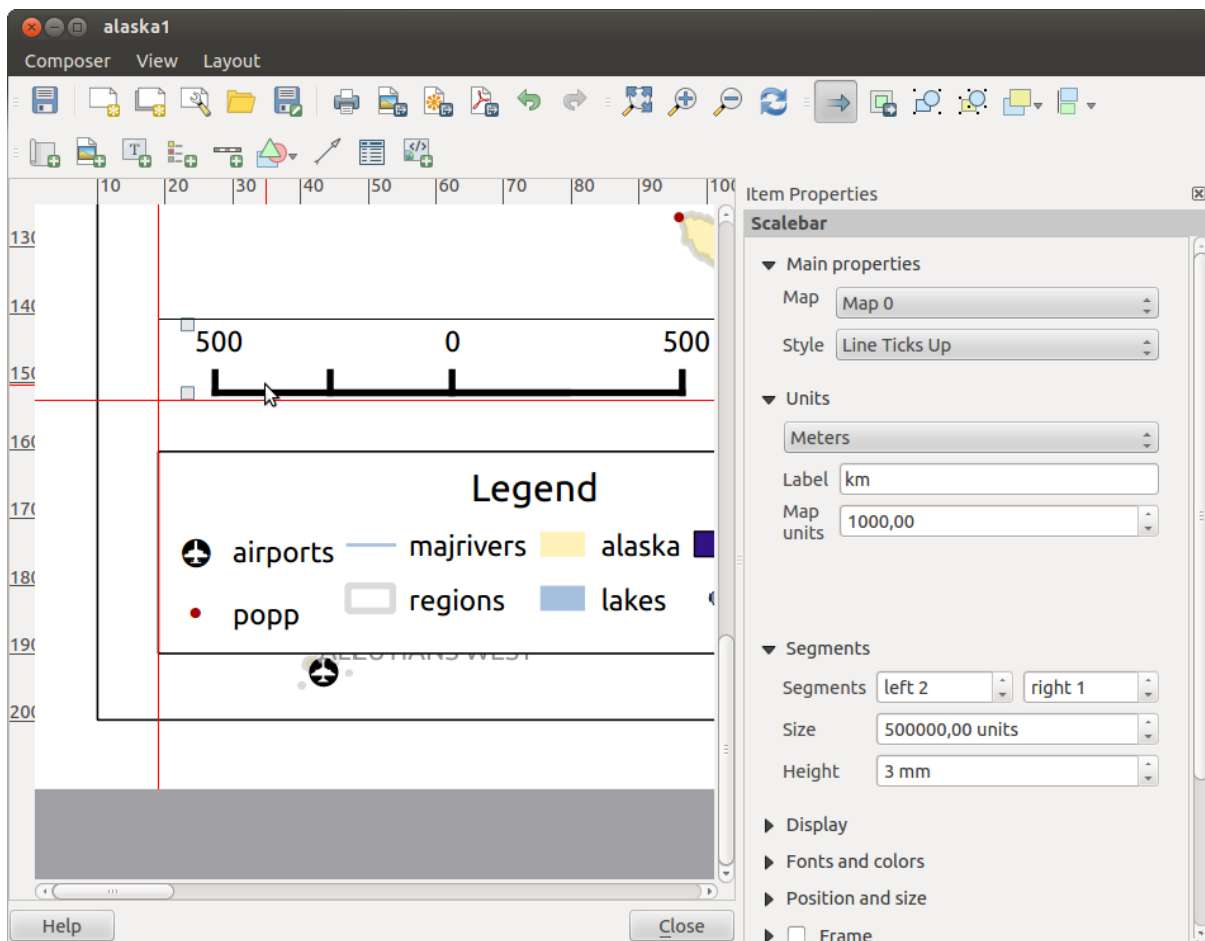 alaska1
Composer View Layout
10 20 30 40 50 60 70 80 90 100
Item Properties
Scalebar
Main properties
Map Map 0
Style Line Ticks Up
Units
Meters
Label km
Map units 1000,00
Segments
Segments left 2 right 1
Size 500000,00 units
Height 3 mm
Display
Fonts and colors
Position and size
Frame
130
140
150
160
170
180
190
200
500 0 500
Legend
airports majrivers alaska
popp regions lakes
ALEUTIANS WEST
Help Close